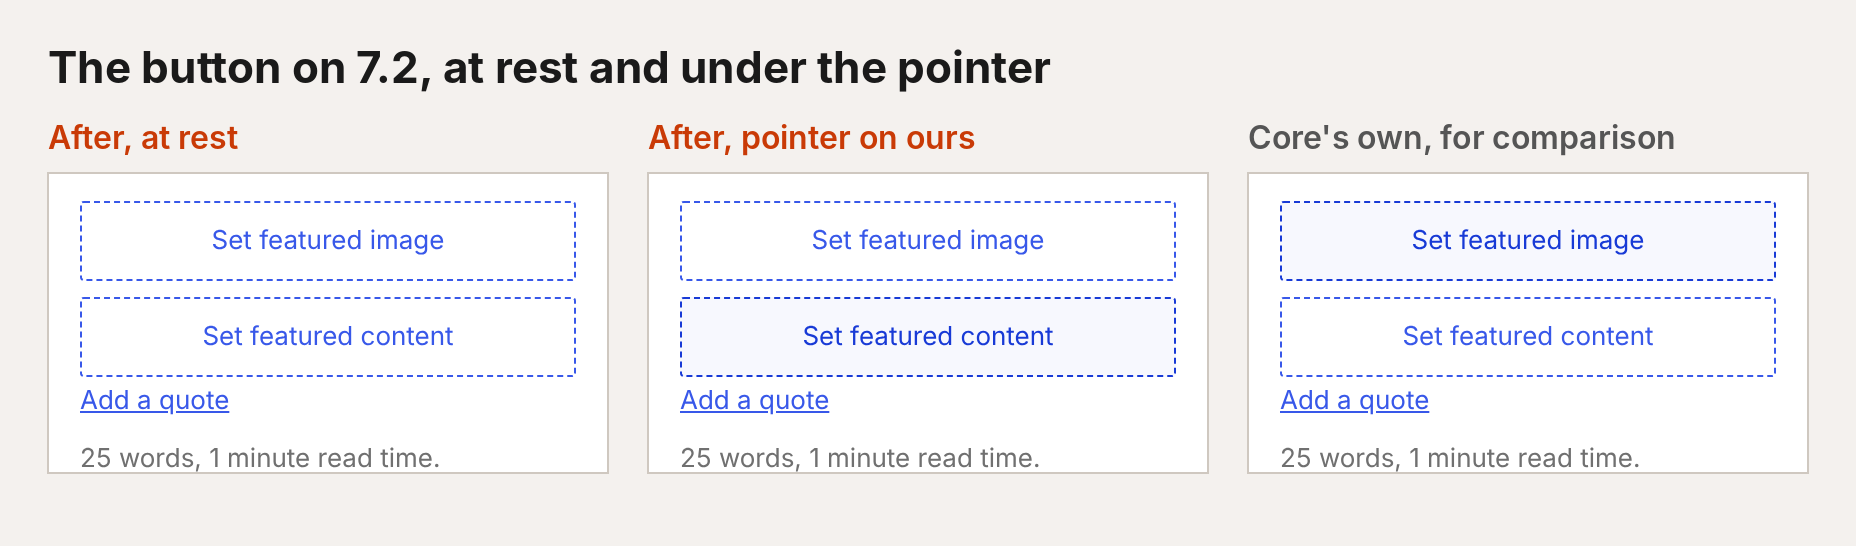 The button on 7.2, at rest and under the pointer
After, at rest
Set featured image
Set featured content
Add a quote
25 words, 1 minute read time.
After, pointer on ours
Set featured image
Set featured content
Add a quote
25 words, 1 minute read time.
Core's own, for comparison
Set featured image
Set featured content
Add a quote
25 words, 1 minute read time.